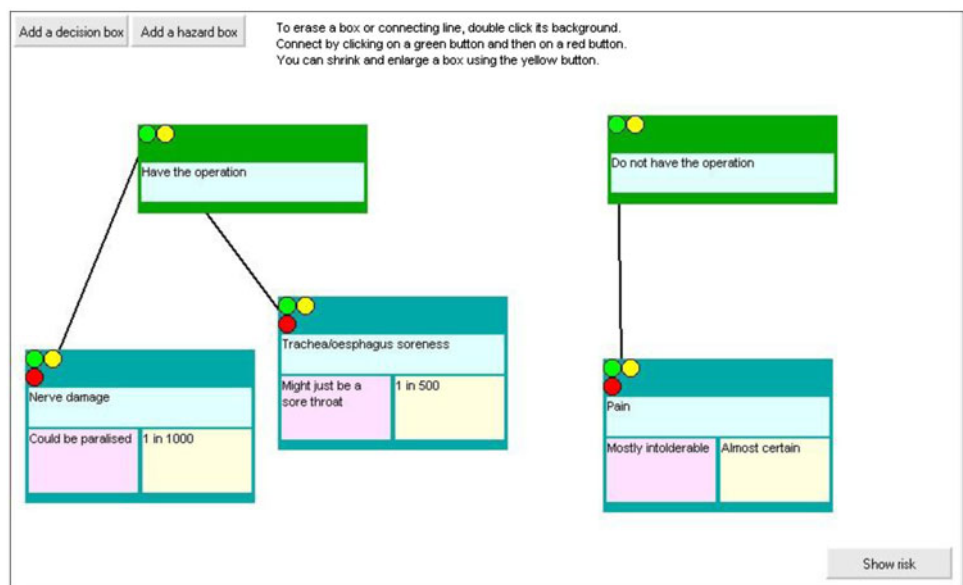 Add a decision box
Add a hazard box
To erase a box or connecting line, double click its background.
Connect by clicking on a green button and then on a red button.
You can shrink and enlarge a box using the yellow button.
Have the operation
Do not have the operation
Trachea/oesphagus soreness
Might just be a
sore throat
1 in 500
Nerve damage
Could be paralised
1 in 1000
Pain
Mostly intolderable
Almost certain
Show risk